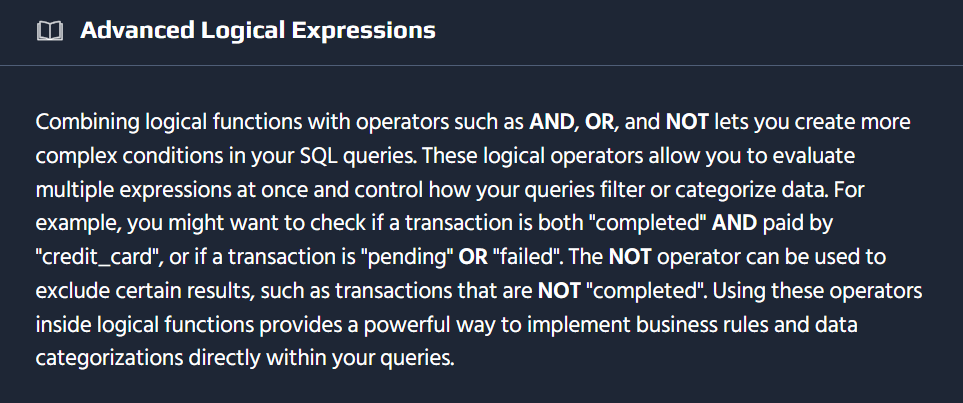 Advanced Logical Expressions
Combining logical functions with operators such as AND, OR, and NOT lets you create more
complex conditions in your SQL queries. These logical operators allow you to evaluate
multiple expressions at once and control how your queries filter or categorize data. For
example, you might want to check if a transaction is both "completed" AND paid by
"credit_card", or if a transaction is "pending" OR "failed". The NOT operator can be used to
exclude certain results, such as transactions that are NOT "completed". Using these operators
inside logical functions provides a powerful way to implement business rules and data
categorizations directly within your queries.